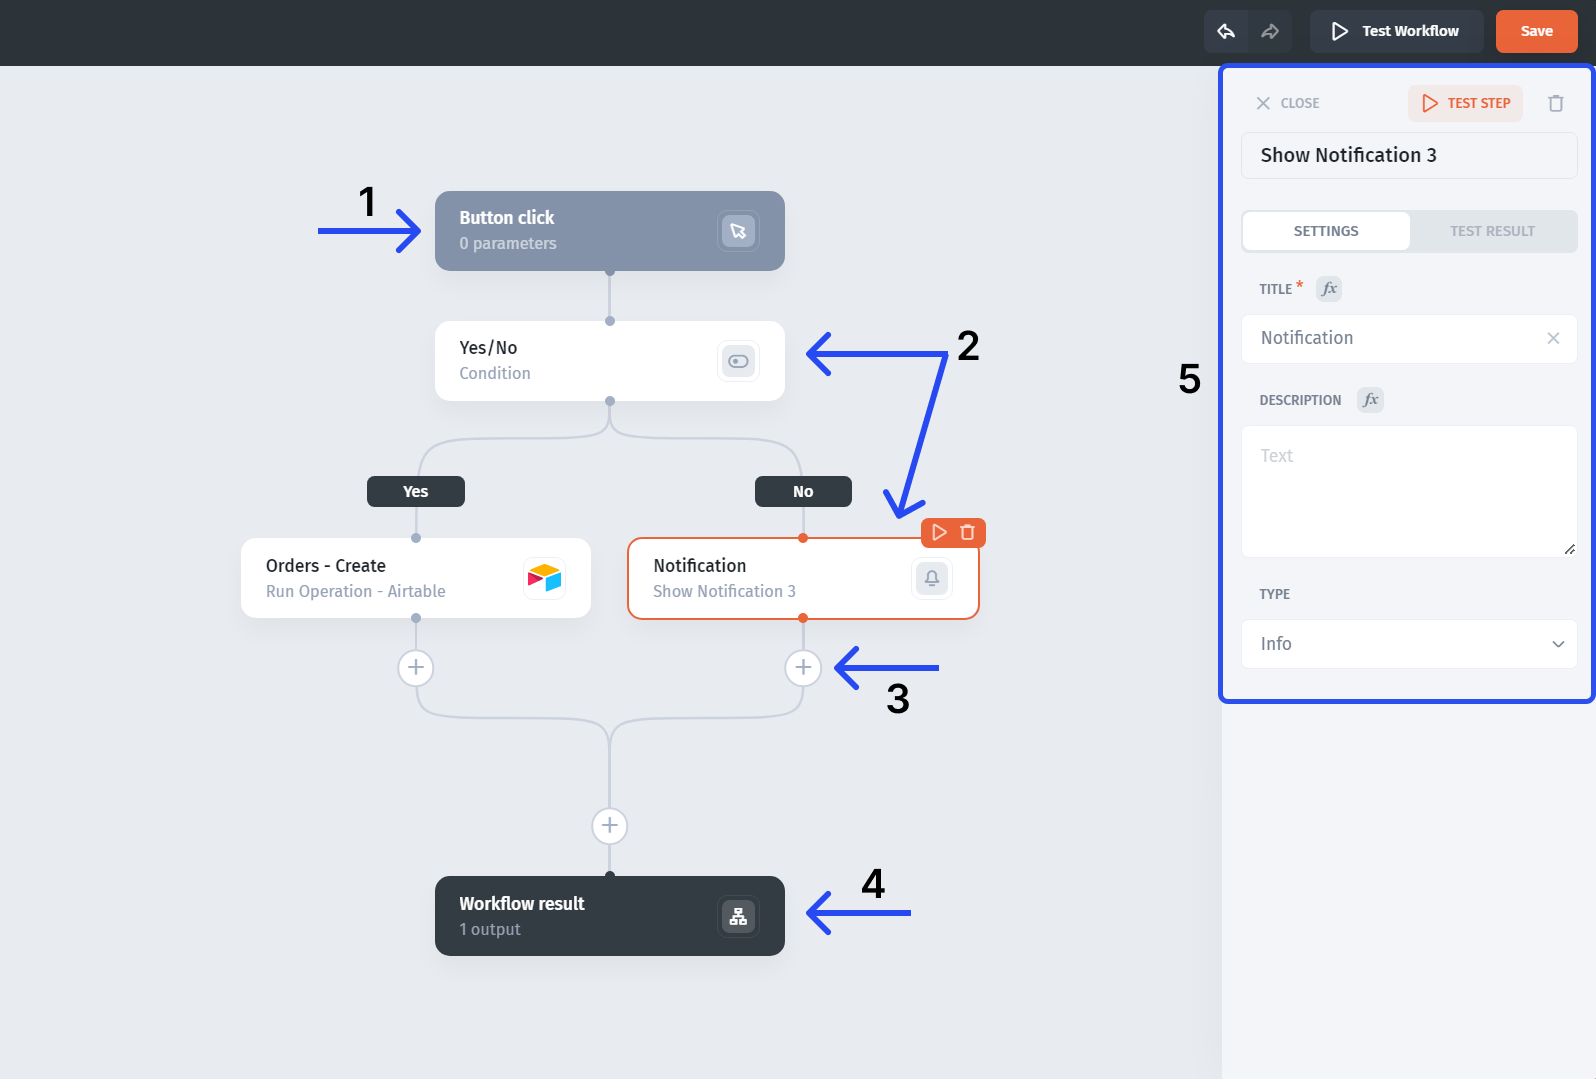 Test Workflow
Save
CLOSE
TEST STEP
Show Notification 3
SETTINGS
TEST RESULT
TITLE *
fx
Notification
DESCRIPTION
fx
Text
TYPE
Info
5
1
Button click
0 parameters
Yes/No
Condition
2
Yes
No
Orders - Create
Run Operation - Airtable
Notification
Show Notification 3
3
4
Workflow result
1 output